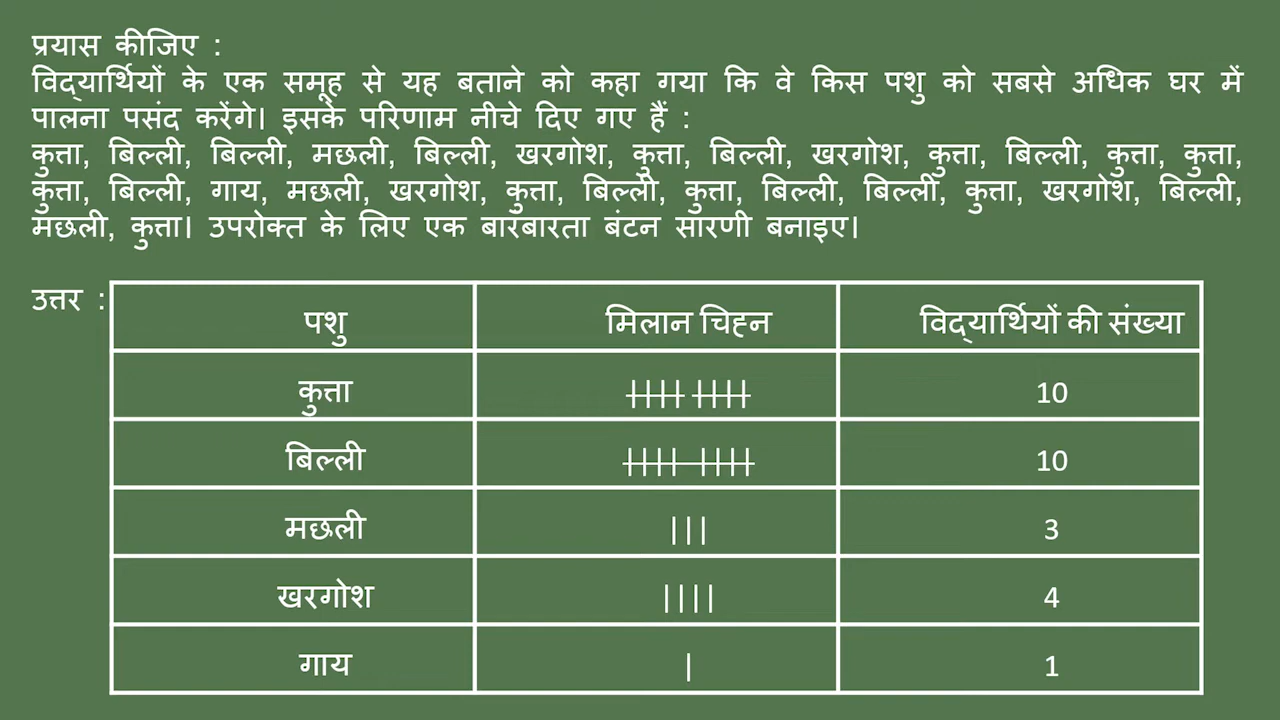 प्रयास कीजिए :
विद्यार्थियों के एक समूह से यह बताने को कहा गया कि वे किस पशु को सबसे अधिक घर में
पालना पसंद करेंगे। इसके परिणाम नीचे दिए गए हैं :
कुत्ता, बिल्ली, बिल्ली, मछली, बिल्ली, खरगोश, कुत्ता, बिल्ली, खरगोश, कुत्ता, बिल्ली, कुत्ता, कुत्ता,
कुत्ता, बिल्ली, गाय, मछली, खरगोश, कुत्ता, बिल्ली, कुत्ता, बिल्ली, बिल्ली, कुत्ता, खरगोश, बिल्ली,
मछली, कुत्ता। उपरोक्त के लिए एक बारंबारता बंटन सारणी बनाइए।
उत्तर :
पशु मिलान चिह्न विद्यार्थियों की संख्या
कुत्ता |||| |||| 10
बिल्ली |||| |||| 10
मछली ||| 3
खरगोश |||| 4
गाय | 1